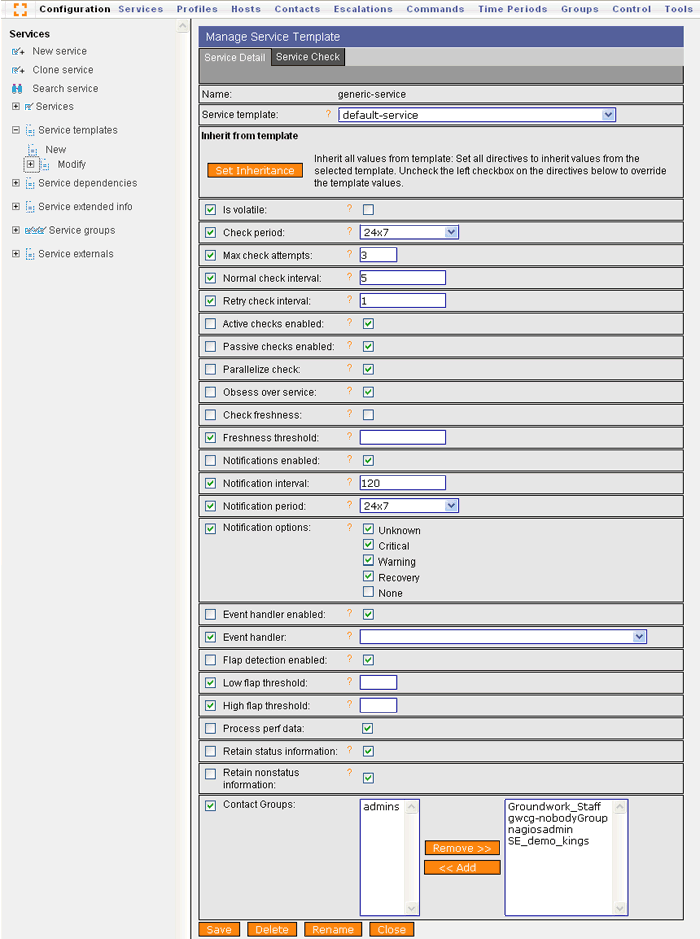 Configuration Services Profiles Hosts Contacts Escalations Commands Time Periods Groups Control Tools
Services
New service
Clone service
Search service
Services
Service templates
New
Modify
Service dependencies
Service extended info
Service groups
Service externals
Manage Service Template
Service Detail Service Check
Name: generic-service
Service template: ? default-service
Inherit from template
Set Inheritance
Inherit all values from template: Set all directives to inherit values from the
selected template. Uncheck the left checkbox on the directives below to override
the template values.
Is volatile: ?
Check period: ? 24x7
Max check attempts: ? 3
Normal check interval: ? 5
Retry check interval: ? 1
Active checks enabled: ?
Passive checks enabled: ?
Parallelize check: ?
Obsess over service: ?
Check freshness: ?
Freshness threshold: ?
Notifications enabled: ?
Notification interval: ? 120
Notification period: ? 24x7
Notification options: ?
Unknown
Critical
Warning
Recovery
None
Event handler enabled: ?
Event handler: ?
Flap detection enabled: ?
Low flap threshold: ?
High flap threshold: ?
Process perf data:
Retain status information: ?
Retain nonstatus ?
information:
Contact Groups:
admins
Remove >>
<< Add
Groundwork_Staff
gwcg-nobodyGroup
nagiosadmin
SE_demo_kings
Save Delete Rename Close